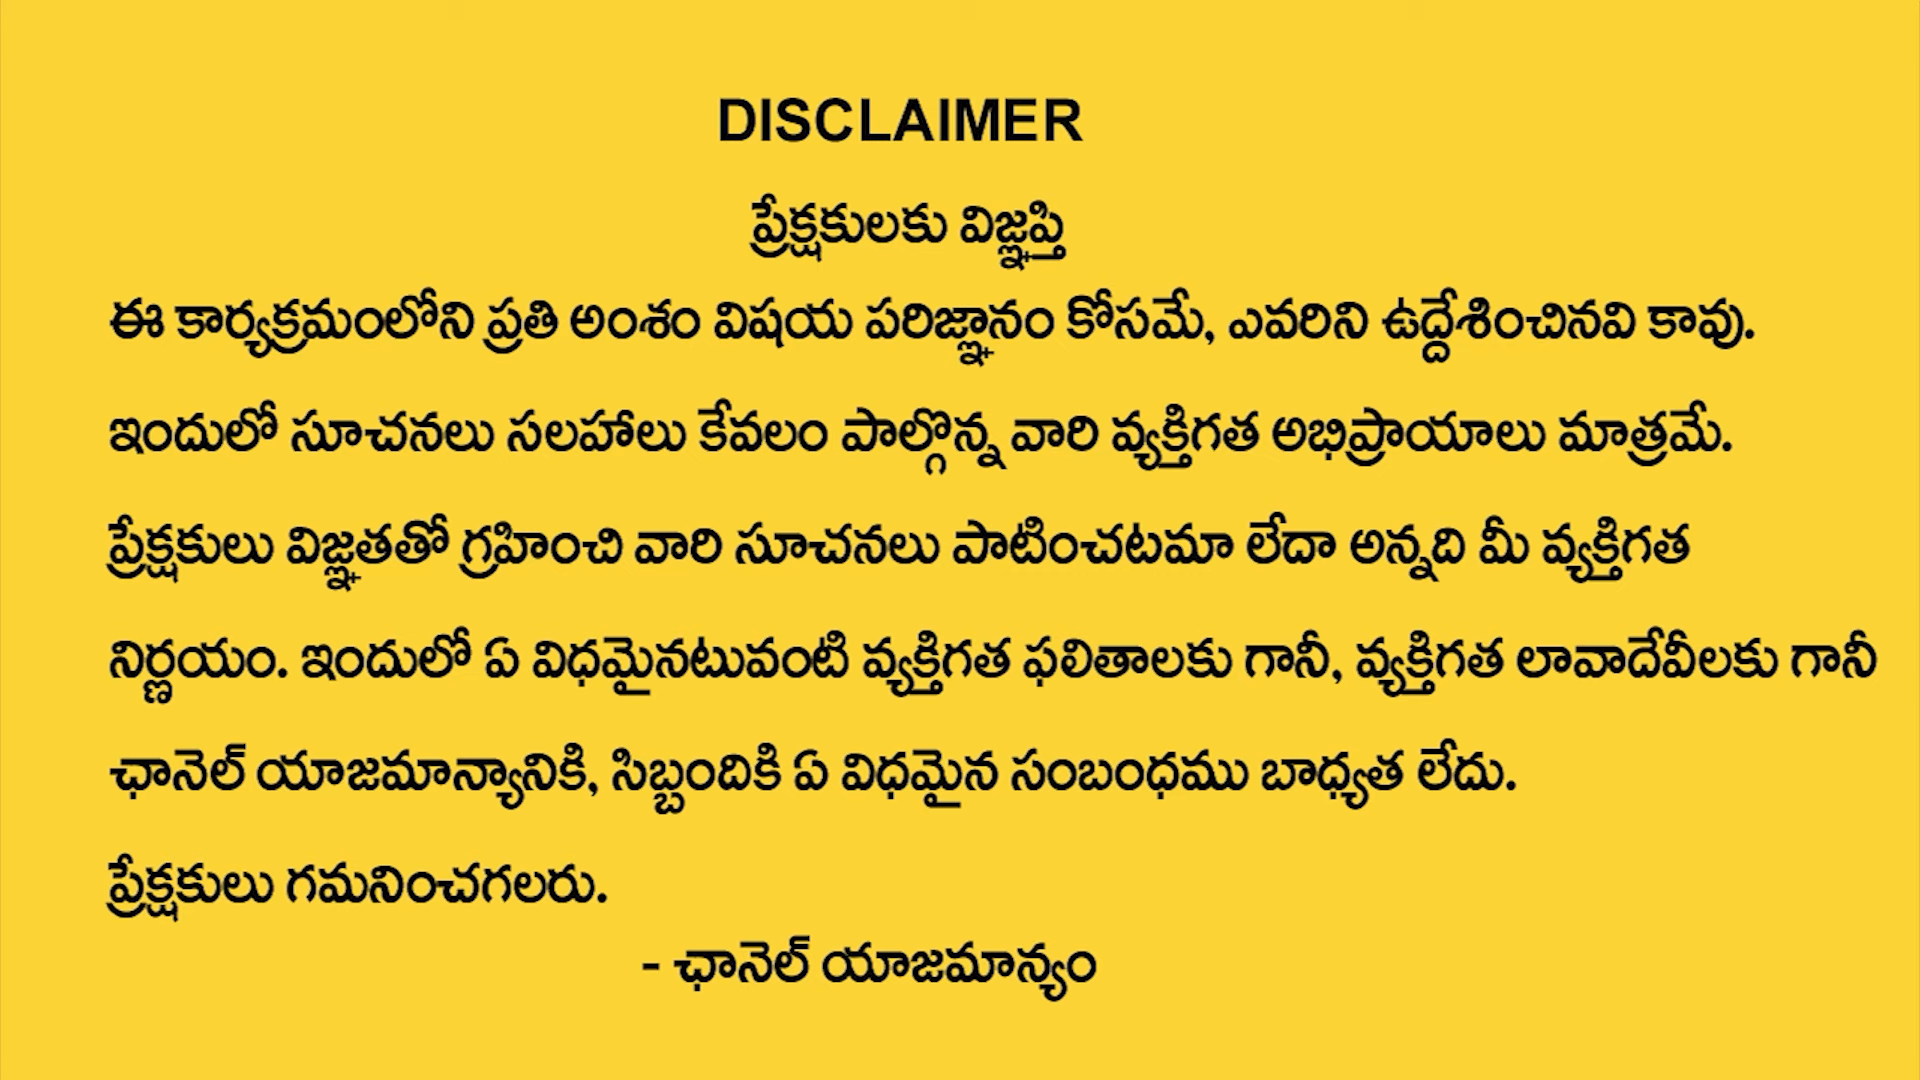 DISCLAIMER
ప్రేక్షకులకు విజ్ఞప్తి
ఈ కార్యక్రమంలోని ప్రతి అంశం విషయ పరిజ్ఞానం కోసమే, ఎవరిని ఉద్దేశించినవి కావు.
ఇందులో సూచనలు సలహాలు కేవలం పాల్గొన్న వారి వ్యక్తిగత అభిప్రాయాలు మాత్రమే.
ప్రేక్షకులు విజ్ఞతతో గ్రహించి వారి సూచనలు పాటించటమా లేదా అన్నది మీ వ్యక్తిగత
నిర్ణయం. ఇందులో ఏ విధమైనటువంటి వ్యక్తిగత ఫలితాలకు గానీ, వ్యక్తిగత లావాదేవీలకు గానీ
ఛానెల్ యాజమాన్యానికి, సిబ్బందికి ఏ విధమైన సంబంధము బాధ్యత లేదు.
ప్రేక్షకులు గమనించగలరు.
- ఛానెల్ యాజమాన్యం